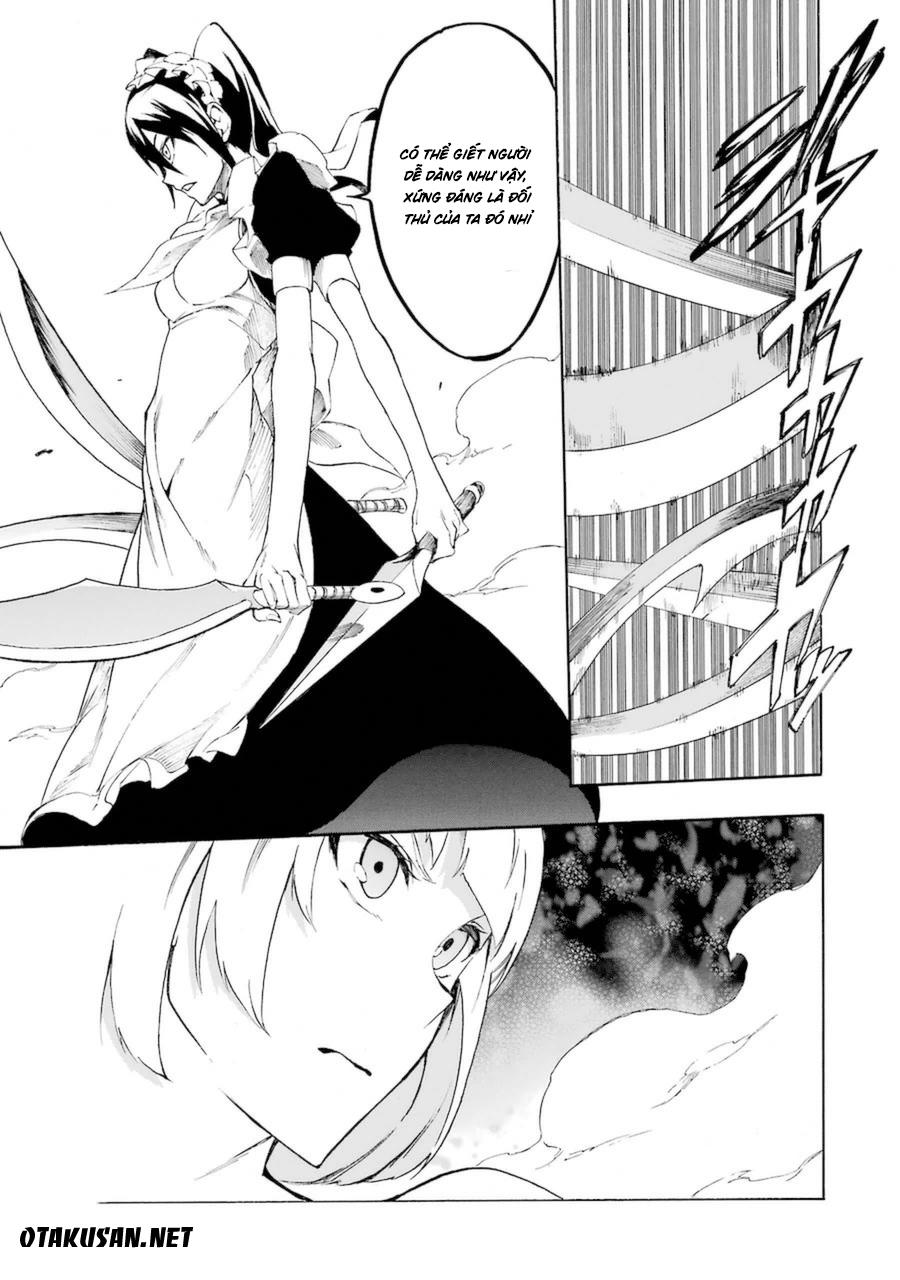 CÓ THỂ GIẾT NGƯỜI
DỄ DÀNG NHƯ VẬY,
XỨNG ĐÁNG LÀ ĐỐI
THỦ CỦA TA ĐÓ NHỈ
OTAKUSAN.NET